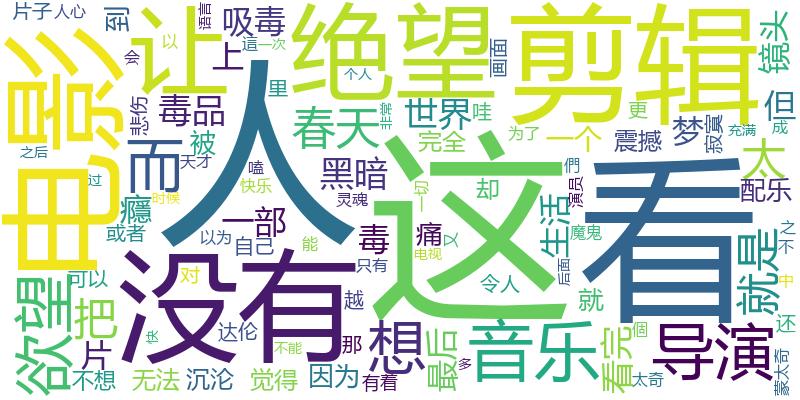 片子
人心
到
语言
吸毒
以
上
這
一次
会
让
绝望
画面
剪辑
镜头
电影
悲伤
毒品
里
个人
世界
哇
更
但
人
春天
非常
完全
为了
一个
震撼
梦
寂寞
充满
成
之后
而
被
天才
嗑
黑暗
却
太
过
时候
快乐
灵魂
这
一切
演员
們
看
配乐
瘾
一部
毒
痛
又
生活
魔鬼
之
不
或者
以为
自己
能
只有
电视
后面
就是
中
欲望
可以
把
没有
对
越
令人
就
还
片
快
达伦
那
想
最后
音乐
看完
個
导演
不想
无法
沉沦
觉得
不能
因为
有着
多
太奇
蒙太奇